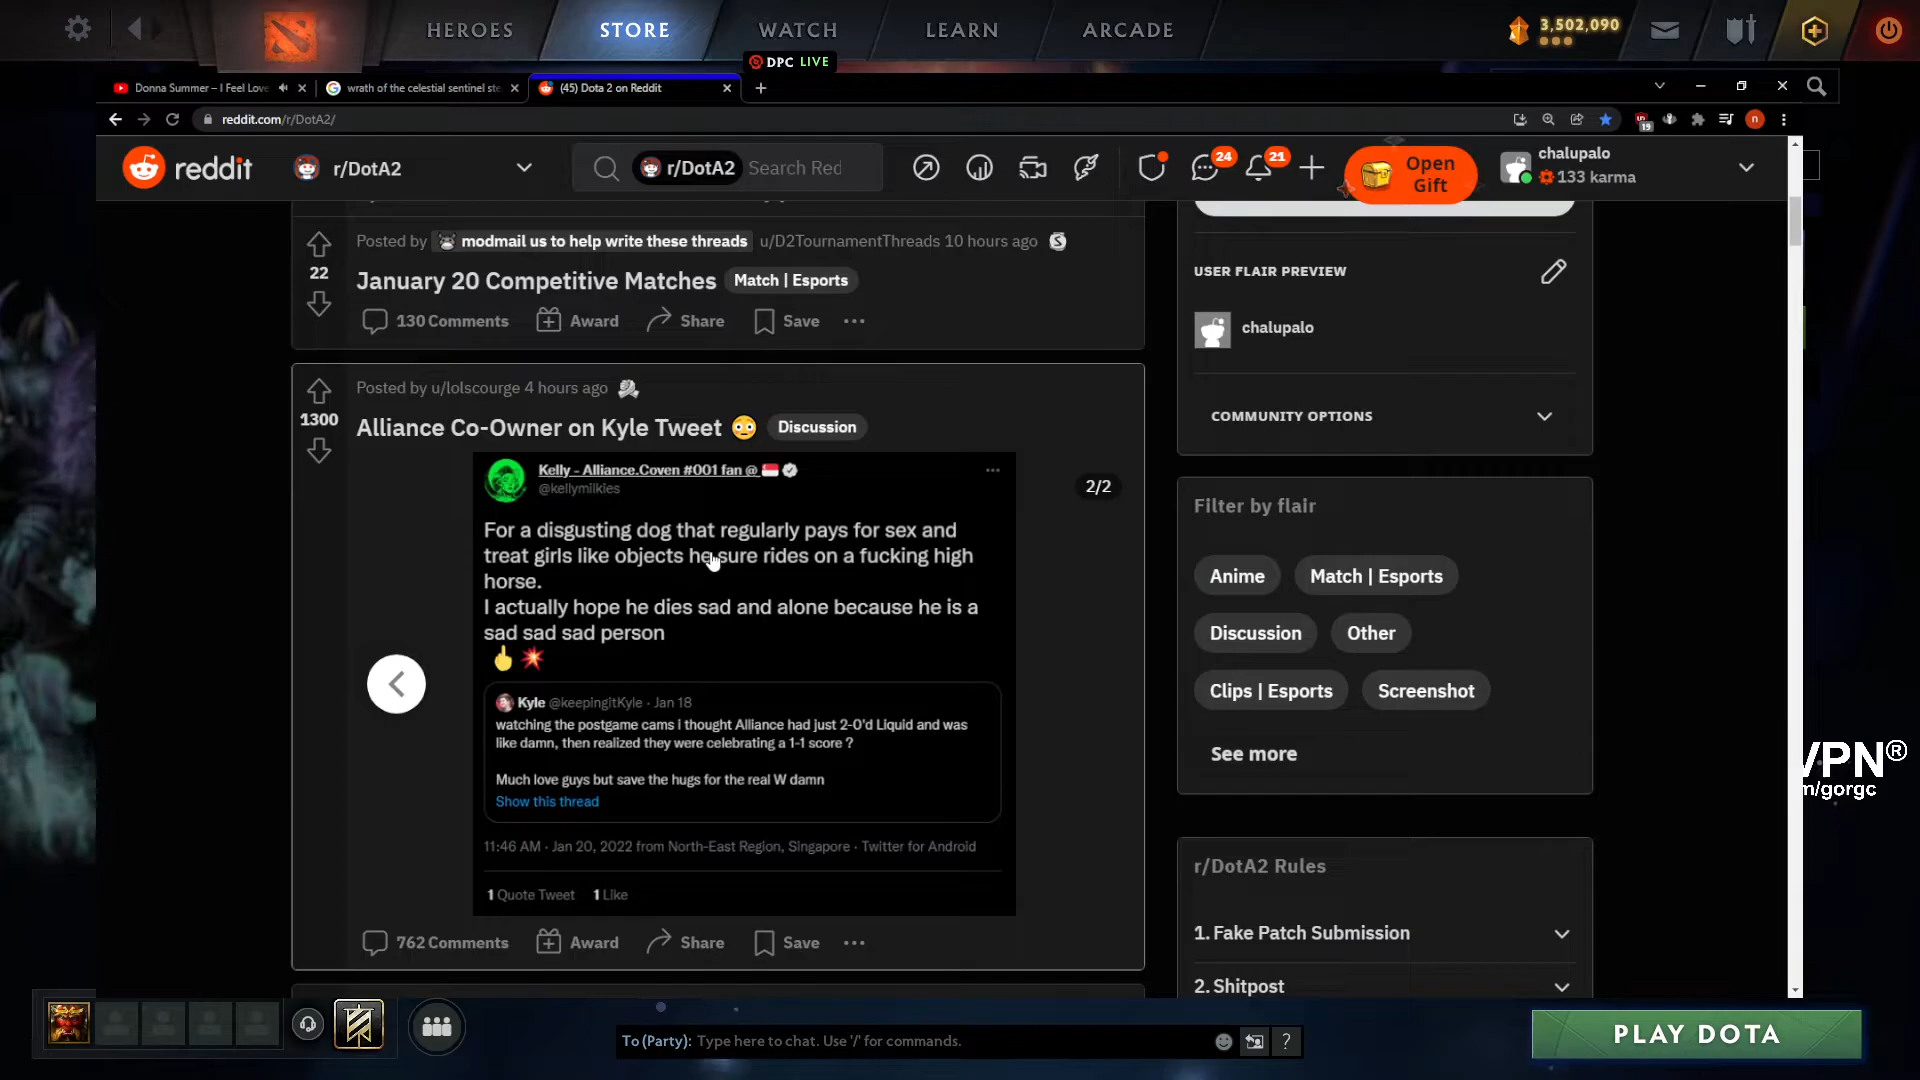 HEROES
STORE
WATCH
LEARN
ARCADE
3,502,090
DPC LIVE
Donna Summer – I Feel Love
wrath of the celestial sentinel ste
(45) Dota 2 on Reddit
reddit.com/r/DotA2/
19
n
reddit
r/DotA2
r/DotA2
Search Red
24
21
Open
Gift
chalupalo
133 karma
Posted by
modmail us to help write these threads
u/D2TournamentThreads 10 hours ago
22
January 20 Competitive Matches
Match | Esports
130 Comments
Award
Share
Save
Posted by u/lolscourge 4 hours ago
1300
Alliance Co-Owner on Kyle Tweet 😳
Discussion
Kelly - Alliance.Coven #001 fan @ 🇸🇬
@kellymilkies
2/2
For a disgusting dog that regularly pays for sex and
treat girls like objects he sure rides on a fucking high
horse.
I actually hope he dies sad and alone because he is a
sad sad sad person
🖕💥
Kyle @keepingitKyle · Jan 18
watching the postgame cams i thought Alliance had just 2-0'd Liquid and was
like damn, then realized they were celebrating a 1-1 score ?
Much love guys but save the hugs for the real W damn
Show this thread
11:46 AM · Jan 20, 2022 from North-East Region, Singapore · Twitter for Android
1 Quote Tweet
1 Like
762 Comments
Award
Share
Save
USER FLAIR PREVIEW
chalupalo
COMMUNITY OPTIONS
Filter by flair
Anime
Match | Esports
Discussion
Other
Clips | Esports
Screenshot
See more
r/DotA2 Rules
1. Fake Patch Submission
2. Shitpost
VPN®
m/gorgc
To (Party): Type here to chat. Use '/' for commands.
?
PLAY DOTA